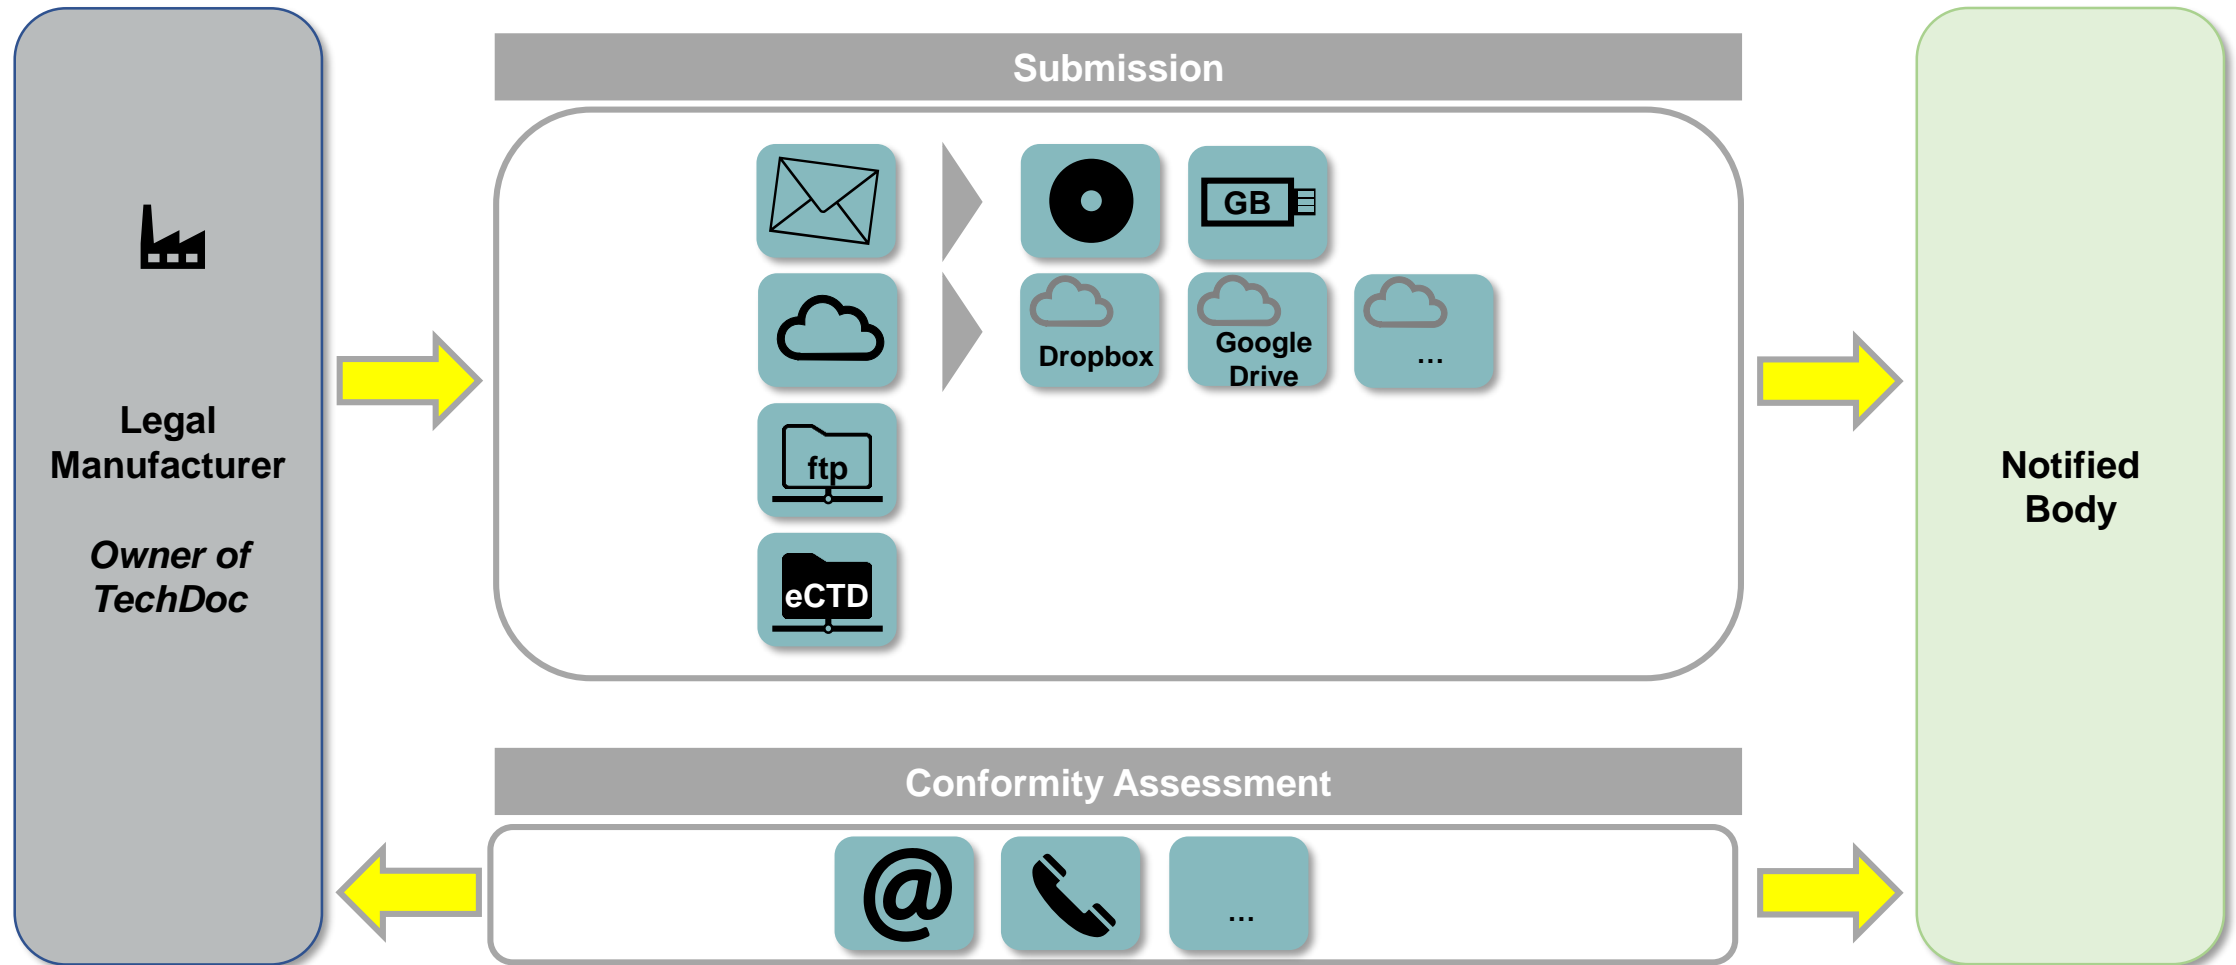 Submission
GB
Dropbox
Google
Drive
...
ftp
eCTD
Legal
Manufacturer
Owner of
TechDoc
Notified
Body
Conformity Assessment
@
...